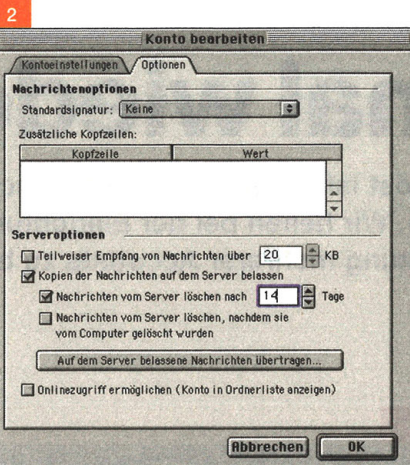 2
Konto bearbeiten
Kontoeinstellungen Optionen
Nachrichtenoptionen
Standardsignatur: Keine
Zusätzliche Kopfzeilen:
Kopfzeile Wert
Serveroptionen
Teilweiser Empfang von Nachrichten über 20 KB
Kopien der Nachrichten auf dem Server belassen
Nachrichten vom Server löschen nach 14 Tage
Nachrichten vom Server löschen, nachdem sie
vom Computer gelöscht wurden
Auf dem Server belassene Nachrichten übertragen...
Onlinezugriff ermöglichen (Konto in Ordnerliste anzeigen)
Abbrechen OK